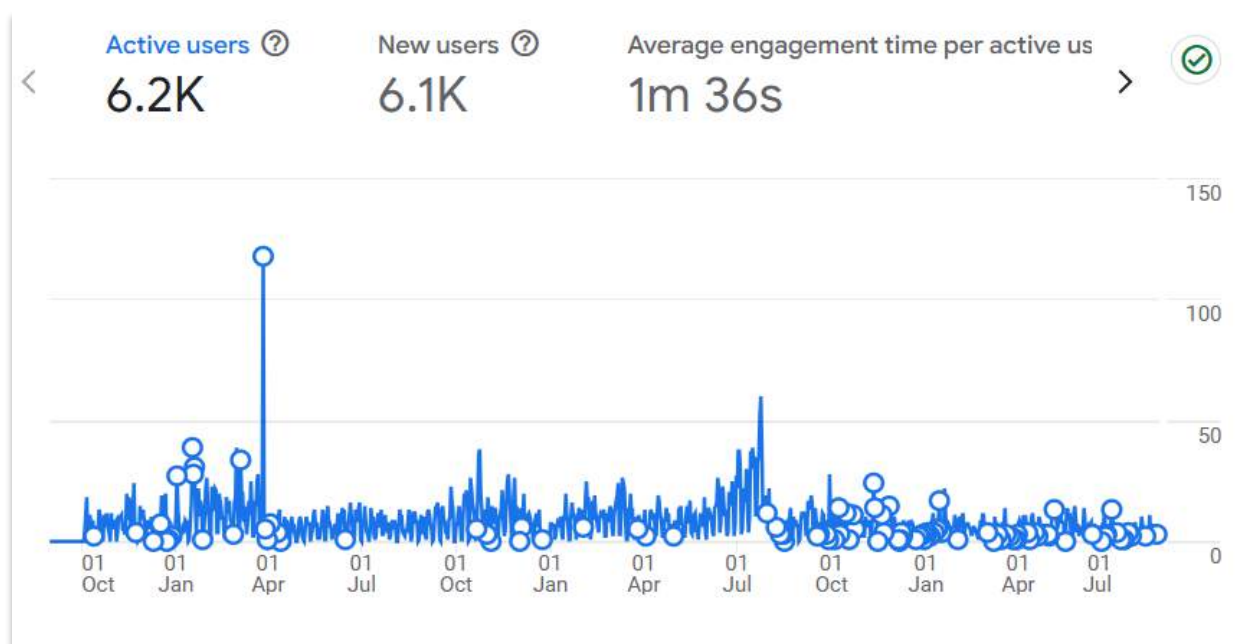 Active users New users Average engagement time per active us
6.2K 6.1K 1m 36s
150
100
50
0
01 01 01 01 01 01 01 01 01 01 01 01
Oct Jan Apr Jul Oct Jan Apr Jul Oct Jan Apr Jul